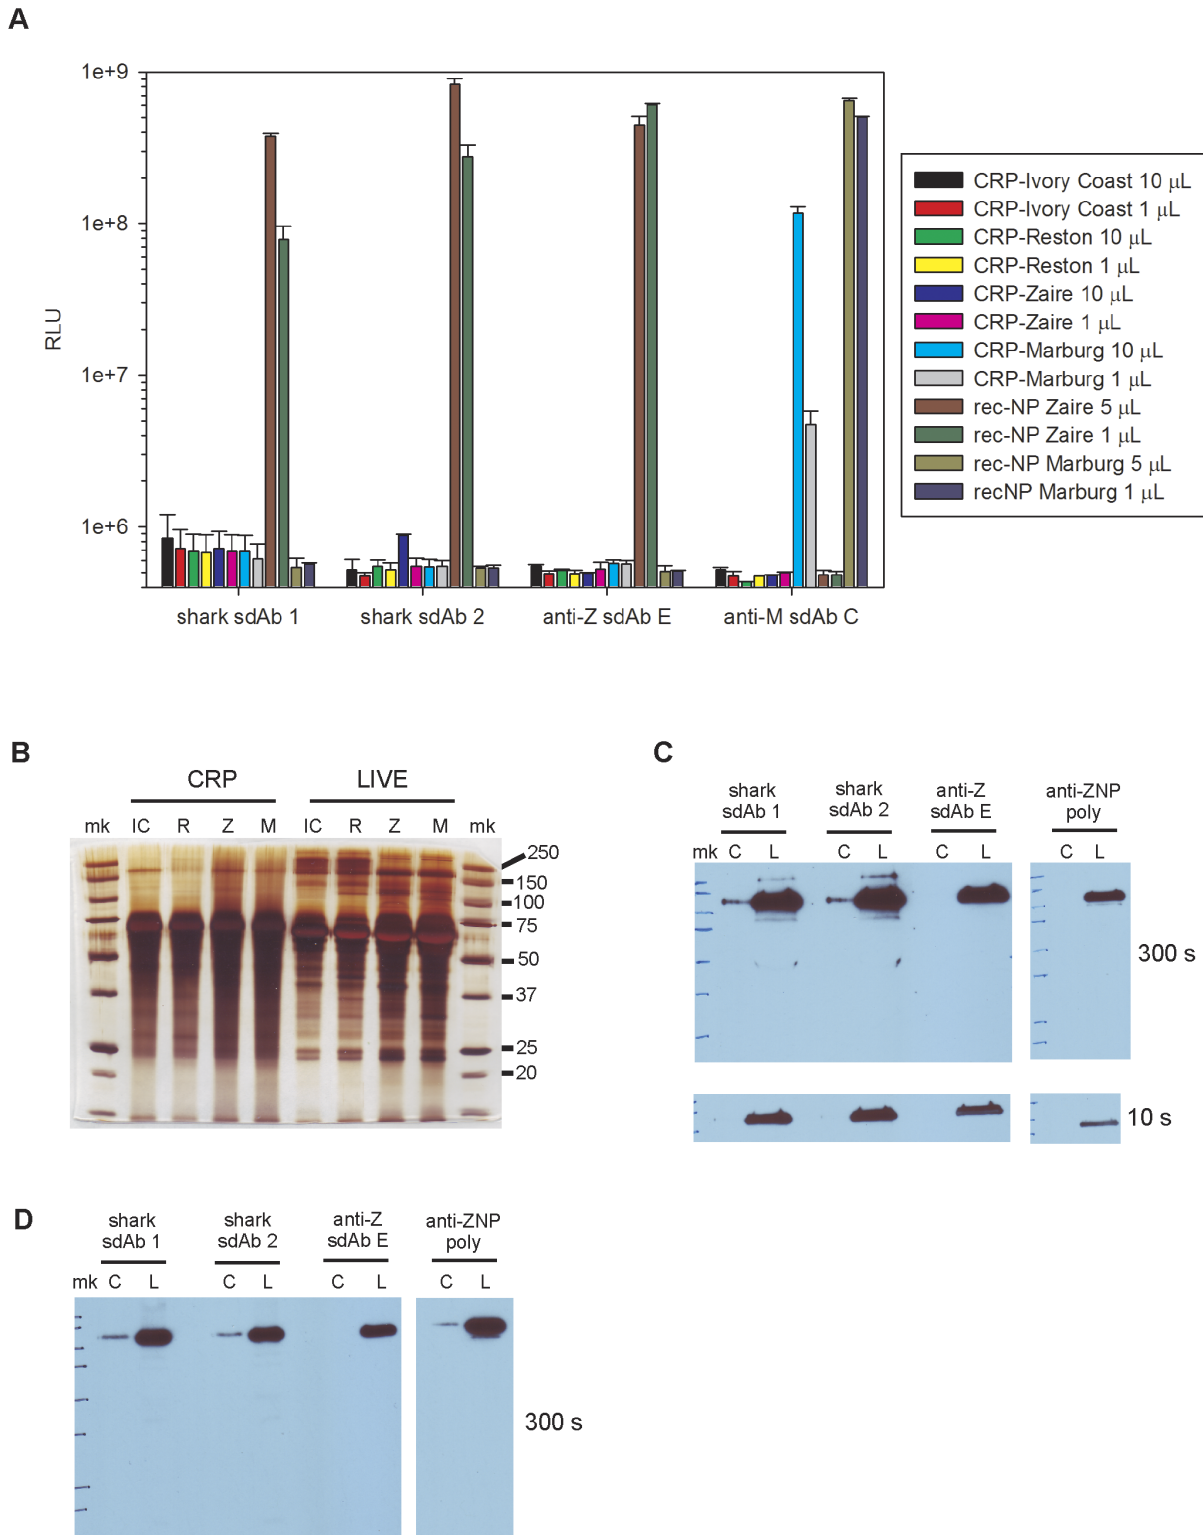 A
1e+9
1e+8
1e+7
1e+6
RLU
shark sdAb 1
shark sdAb 2
anti-Z sdAb E
anti-M sdAb C
CRP-Ivory Coast 10 µL
CRP-Ivory Coast 1 µL
CRP-Reston 10 µL
CRP-Reston 1 µL
CRP-Zaire 10 µL
CRP-Zaire 1 µL
CRP-Marburg 10 µL
CRP-Marburg 1 µL
rec-NP Zaire 5 µL
rec-NP Zaire 1 µL
rec-NP Marburg 5 µL
recNP Marburg 1 µL
B
CRP LIVE
mk IC R Z M IC R Z M mk
250
150
100
75
50
37
25
20
C
shark sdAb 1
shark sdAb 2
anti-Z sdAb E
anti-ZNP poly
mk C L C L C L C L
300 s
10 s
D
shark sdAb 1
shark sdAb 2
anti-Z sdAb E
anti-ZNP poly
mk C L C L C L C L
300 s